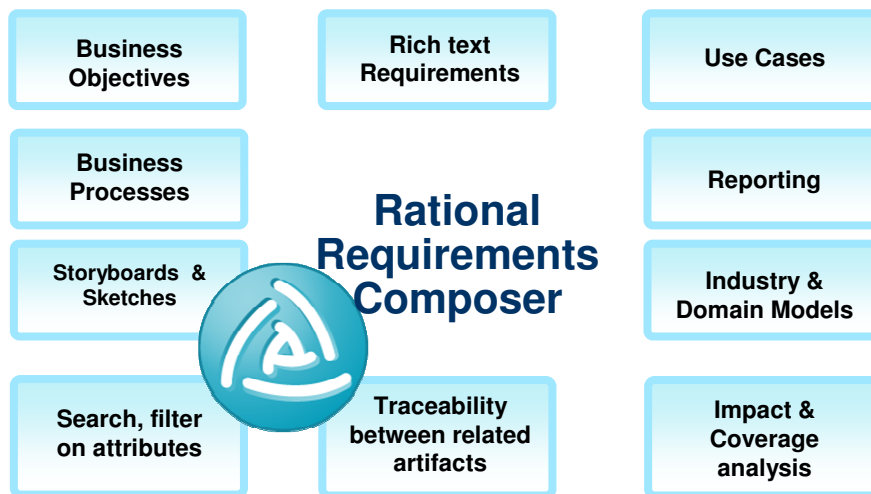 Business
Objectives
Rich text
Requirements
Use Cases
Business
Processes
Rational
Requirements
Composer
Reporting
Storyboards &
Sketches
Industry &
Domain Models
Search, filter
on attributes
Traceability
between related
artifacts
Impact &
Coverage
analysis